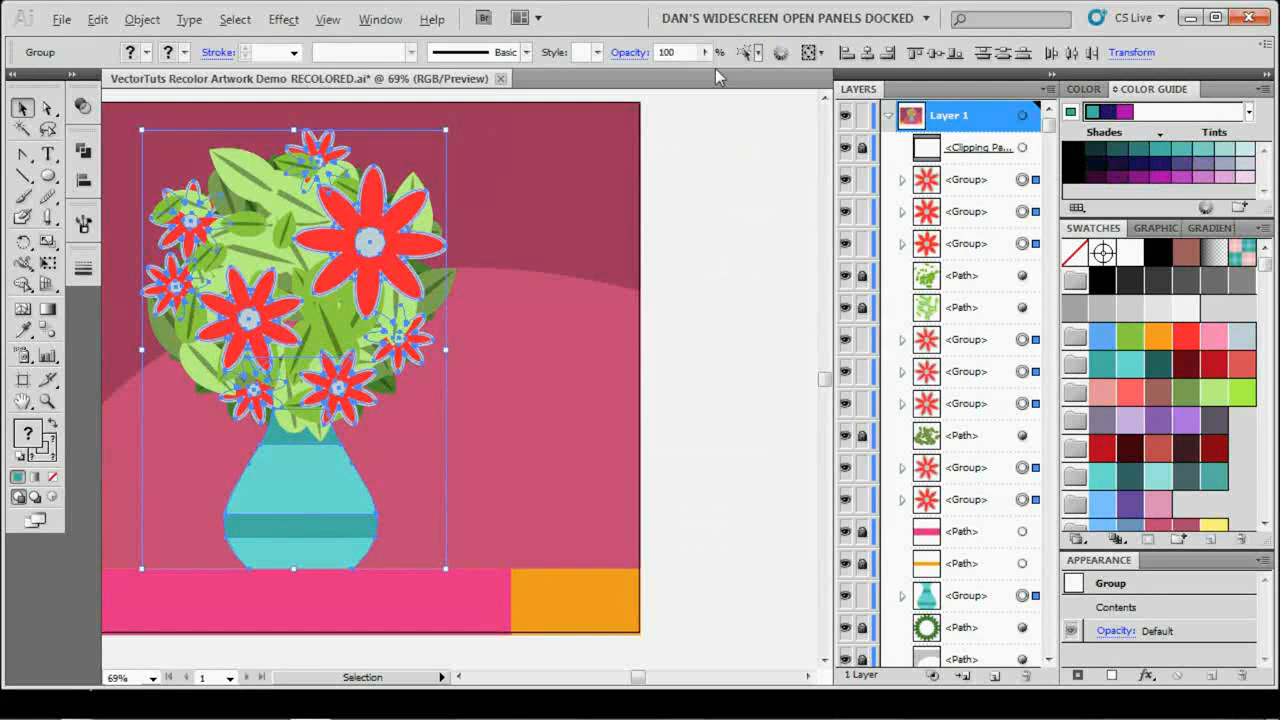 Ai File Edit Object Type Select Effect View Window Help Br DAN'S WIDESCREEN OPEN PANELS DOCKED CS Live
Group ? ? Stroke: Basic Style: Opacity: 100 % Transform
VectorTuts Recolor Artwork Demo RECOLORED.ai* @ 69% (RGB/Preview)
LAYERS
COLOR COLOR GUIDE
Layer 1
Shades Tints
<Clipping Pa...
<Group>
<Group>
SWATCHES GRAPHIC GRADIEN
<Group>
<Path>
<Path>
<Group>
<Group>
<Group>
T
?
<Path>
<Group>
<Group>
<Path>
<Path>
APPEARANCE
Group
<Group>
Contents
<Path>
Opacity: Default
<Path>
69% 1 Selection
1 Layer
fx